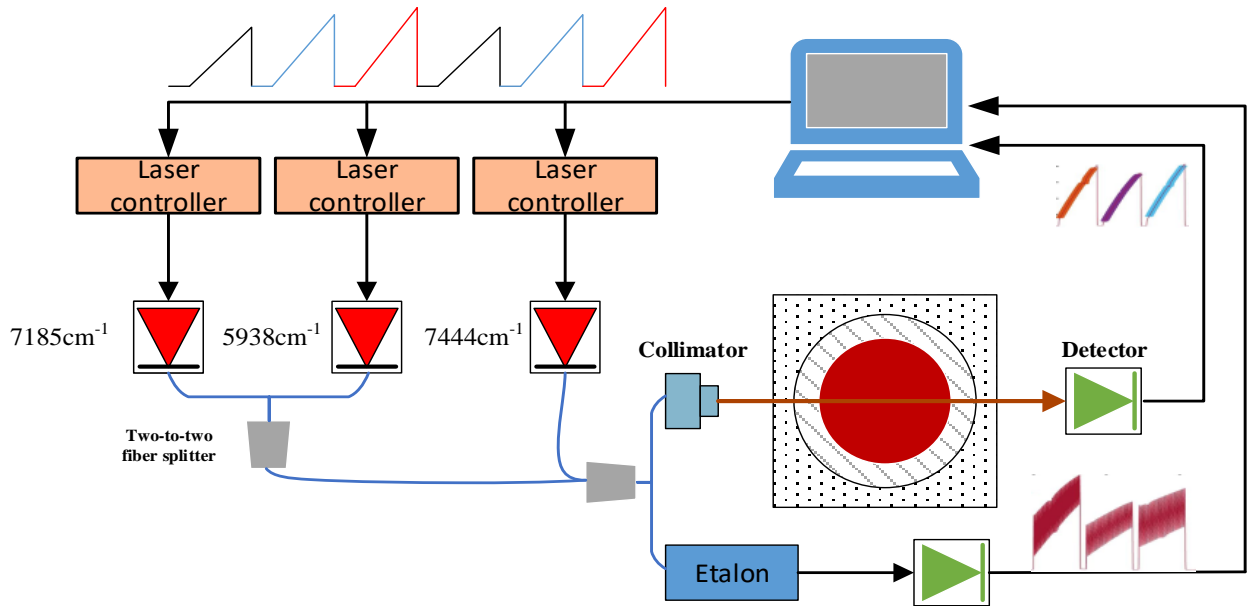 Laser
controller
Laser
controller
Laser
controller
7185cm⁻¹
5938cm⁻¹
7444cm⁻¹
Collimator
Detector
Two-to-two
fiber splitter
Etalon